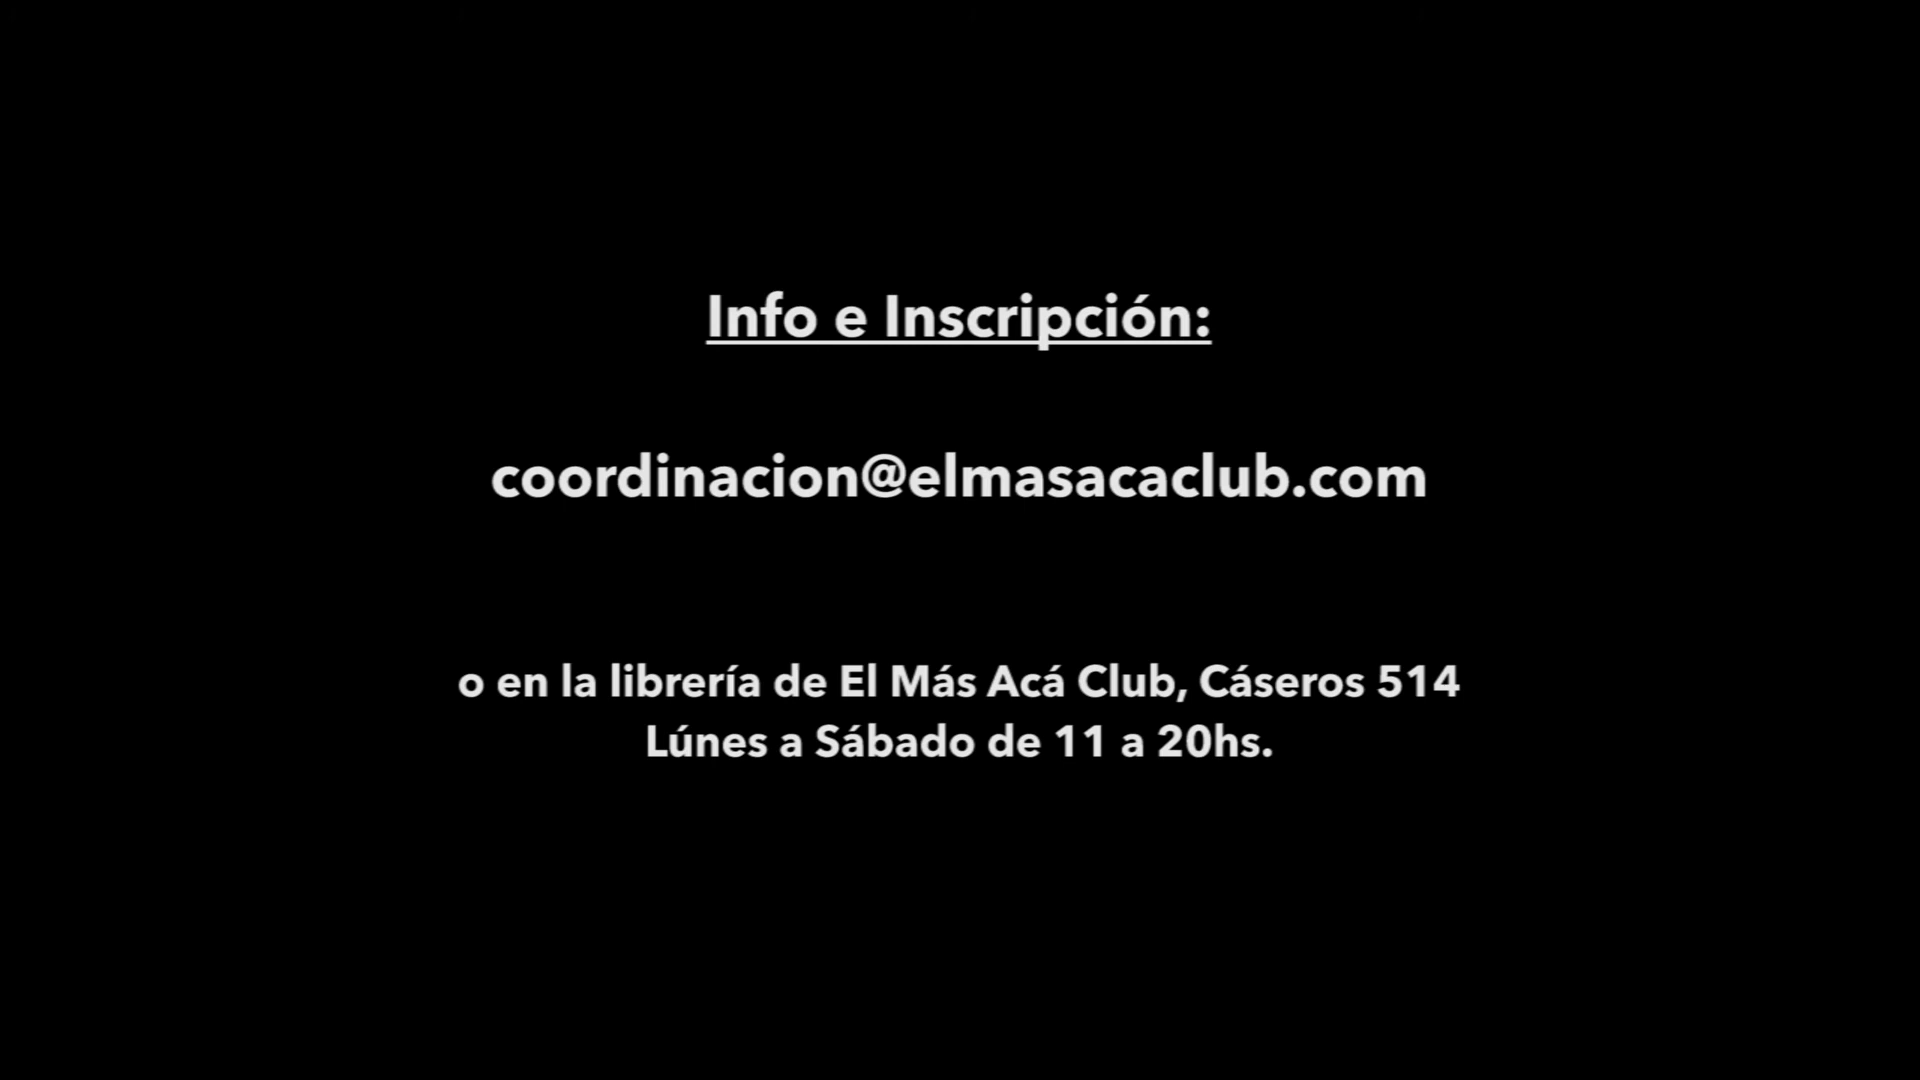 Info e Inscripción:
coordinacion@elmasacaclub.com
o en la librería de El Más Acá Club, Cáseros 514
Lúnes a Sábado de 11 a 20hs.